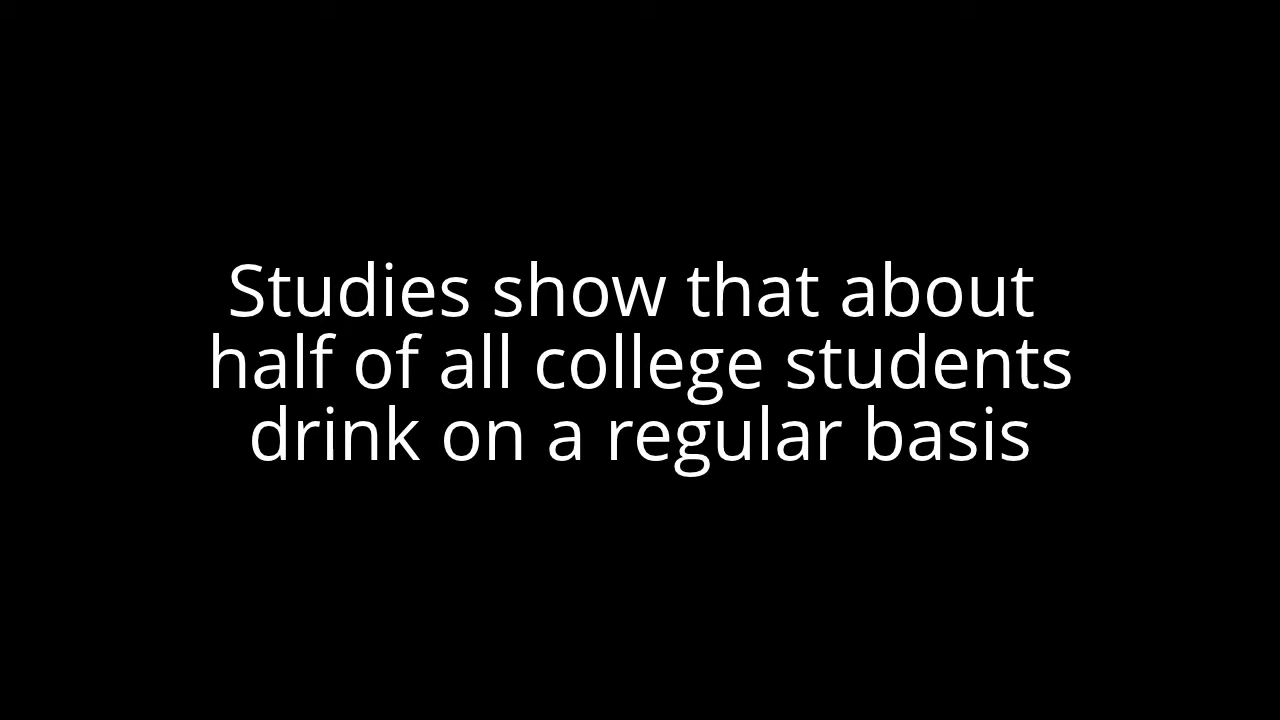 Studies show that about
half of all college students
drink on a regular basis